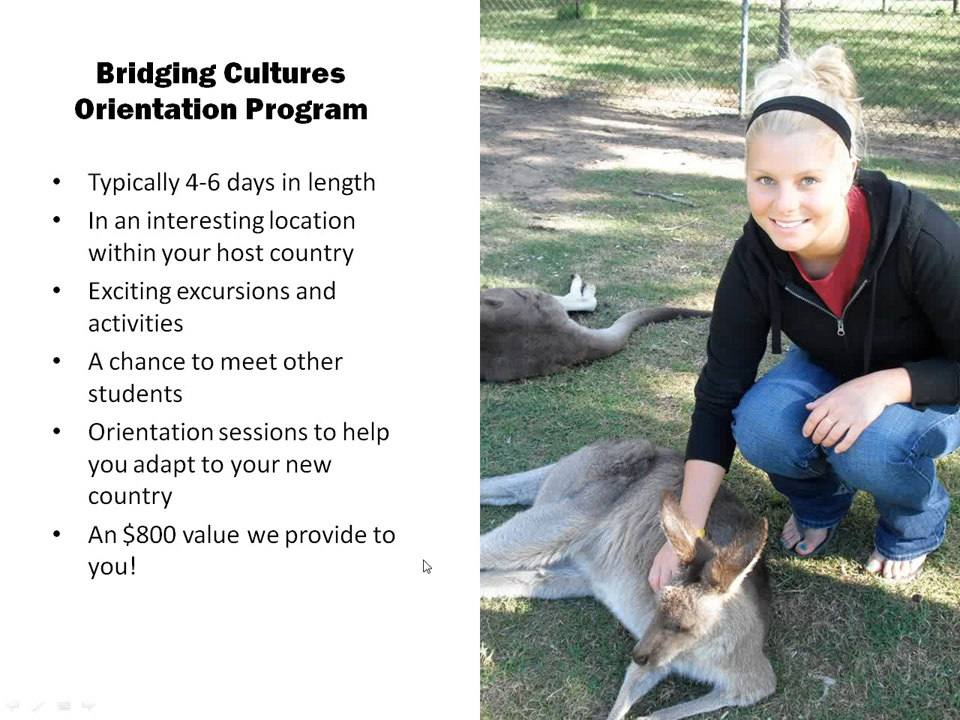 Bridging Cultures
Orientation Program
• Typically 4-6 days in length
• In an interesting location
within your host country
• Exciting excursions and
activities
• A chance to meet other
students
• Orientation sessions to help
you adapt to your new
country
• An $800 value we provide to
you!